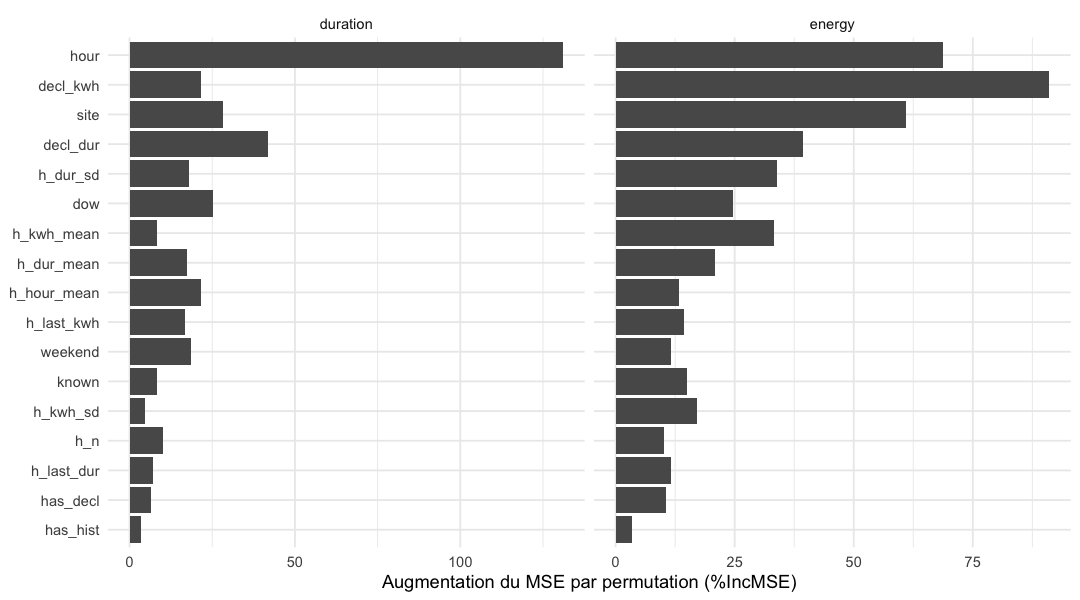 duration energy
hour
decl_kwh
site
decl_dur
h_dur_sd
dow
h_kwh_mean
h_dur_mean
h_hour_mean
h_last_kwh
weekend
known
h_kwh_sd
h_n
h_last_dur
has_decl
has_hist
0 50 100 0 25 50 75
Augmentation du MSE par permutation (%IncMSE)